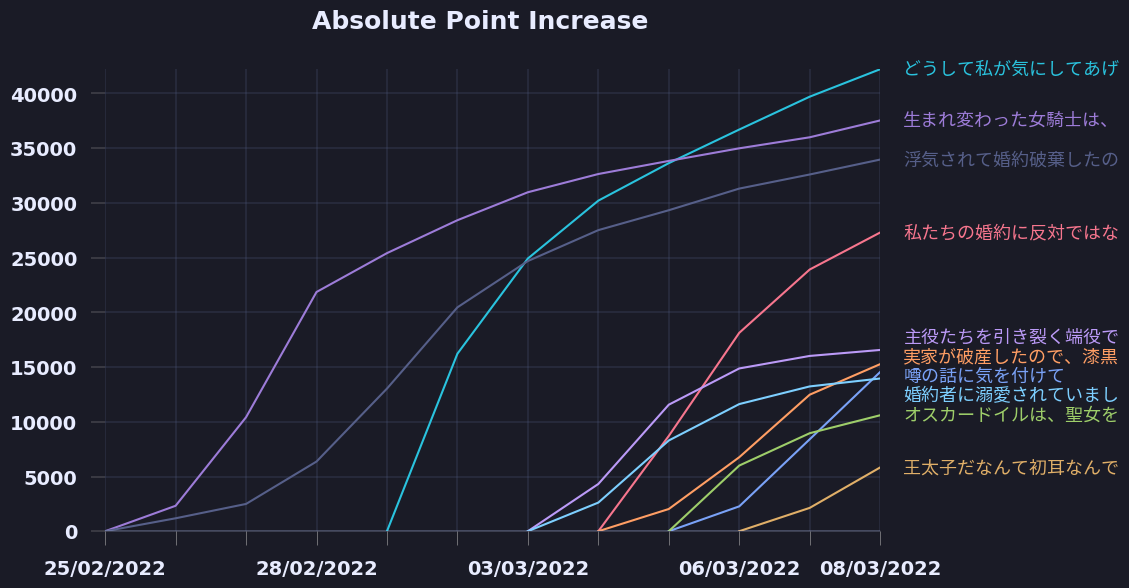 Absolute Point Increase
40000
35000
30000
25000
20000
15000
10000
5000
0
25/02/2022
28/02/2022
03/03/2022
06/03/2022
08/03/2022
どうして私が気にしてあげ
生まれ変わった女騎士は、
浮気されて婚約破棄したの
私たちの婚約に反対ではな
主役たちを引き裂く端役で
実家が破産したので、漆黒
噂の話に気を付けて
婚約者に溺愛されていまし
オスカードイルは、聖女を
王太子だなんて初耳なんで